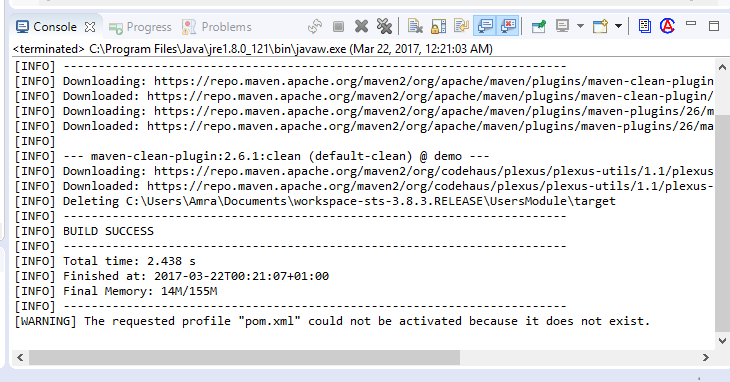 Console Progress Problems
<terminated> C:\Program Files\Java\jre1.8.0_121\bin\javaw.exe (Mar 22, 2017, 12:21:03 AM)
[INFO] ------------------------------------------------------------------------
[INFO] Downloading: https://repo.maven.apache.org/maven2/org/apache/maven/plugins/maven-clean-plugin
[INFO] Downloaded: https://repo.maven.apache.org/maven2/org/apache/maven/plugins/maven-clean-plugin/
[INFO] Downloading: https://repo.maven.apache.org/maven2/org/apache/maven/plugins/maven-plugins/26/m
[INFO] Downloaded: https://repo.maven.apache.org/maven2/org/apache/maven/plugins/maven-plugins/26/ma
[INFO]
[INFO] --- maven-clean-plugin:2.6.1:clean (default-clean) @ demo ---
[INFO] Downloading: https://repo.maven.apache.org/maven2/org/codehaus/plexus/plexus-utils/1.1/plexus
[INFO] Downloaded: https://repo.maven.apache.org/maven2/org/codehaus/plexus/plexus-utils/1.1/plexus-
[INFO] Deleting C:\Users\Amra\Documents\workspace-sts-3.8.3.RELEASE\UsersModule\target
[INFO] ------------------------------------------------------------------------
[INFO] BUILD SUCCESS
[INFO] ------------------------------------------------------------------------
[INFO] Total time: 2.438 s
[INFO] Finished at: 2017-03-22T00:21:07+01:00
[INFO] Final Memory: 14M/155M
[INFO] ------------------------------------------------------------------------
[WARNING] The requested profile "pom.xml" could not be activated because it does not exist.